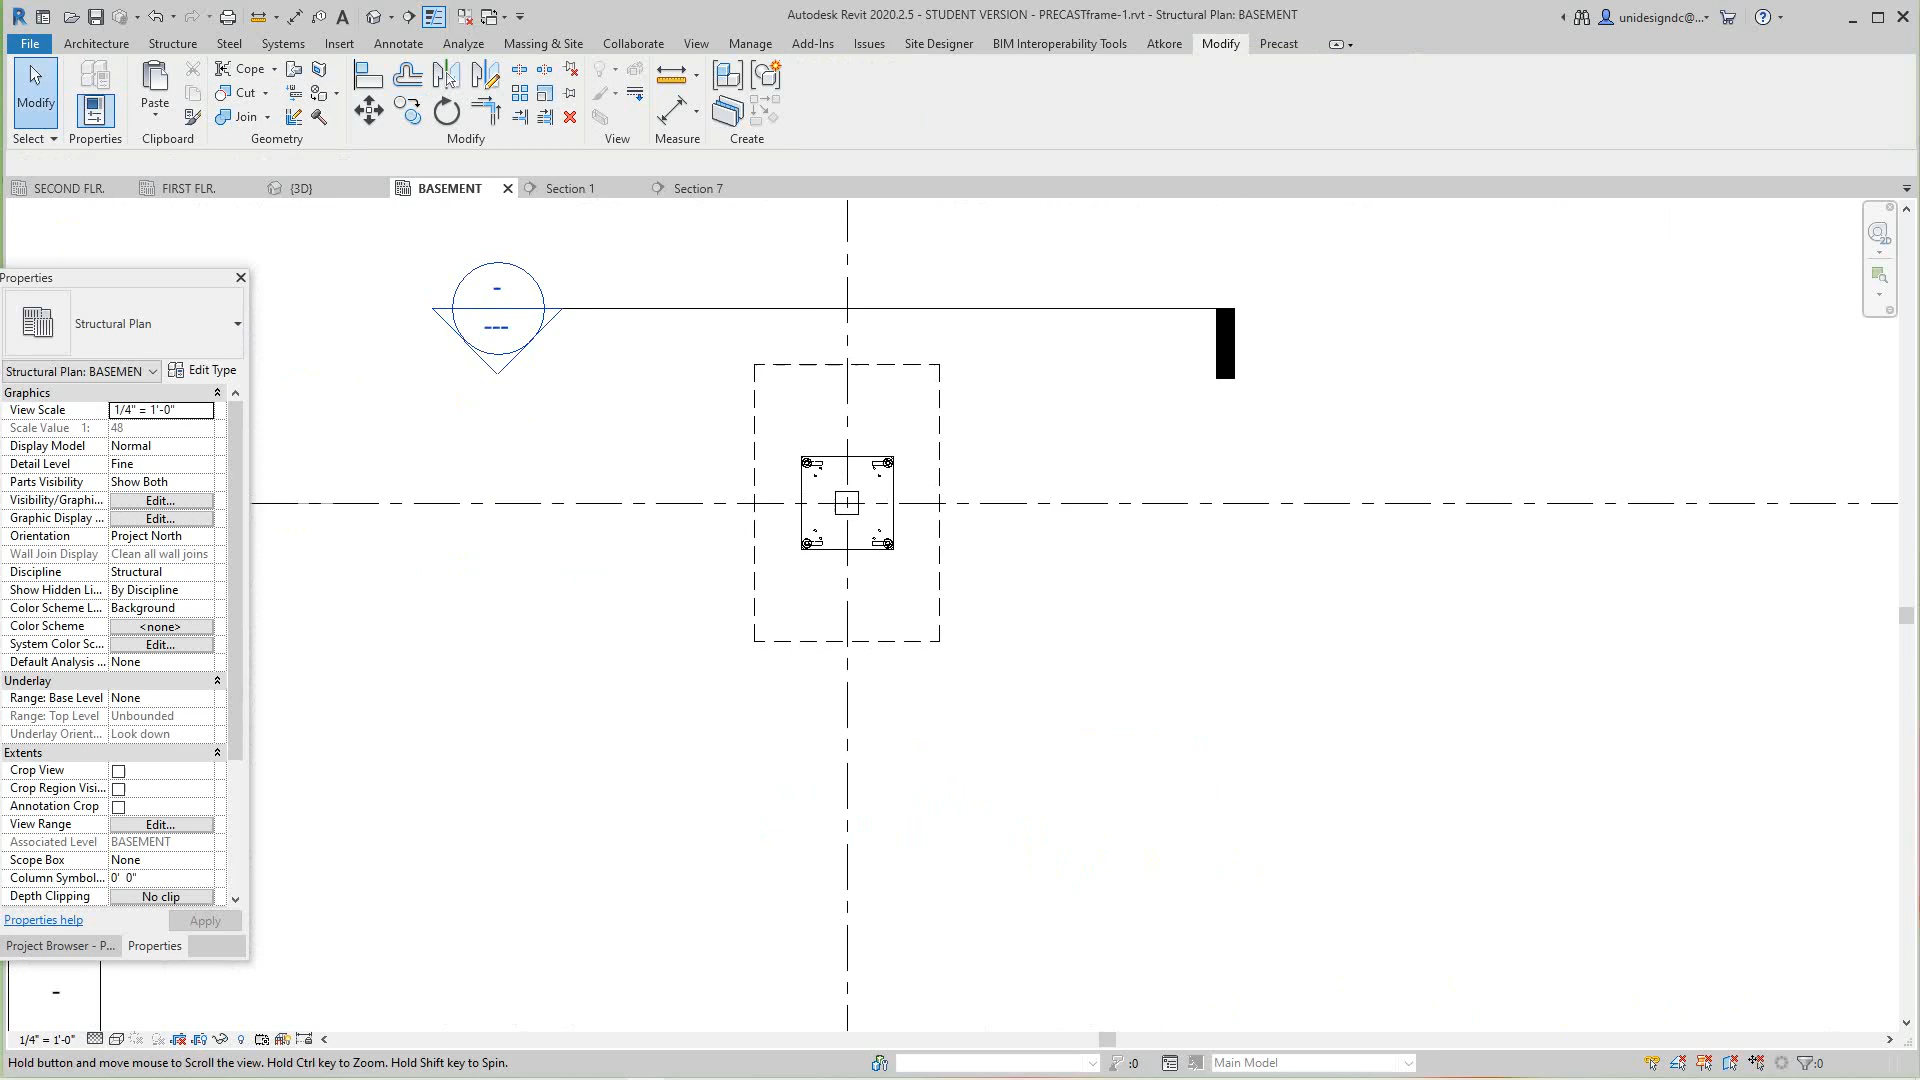 Autodesk Revit 2020.2.5 - STUDENT VERSION - PRECASTframe-1.rvt - Structural Plan: BASEMENT
unidesigndc@...
File Architecture Structure Steel Systems Insert Annotate Analyze Massing & Site Collaborate View Manage Add-Ins Issues Site Designer BIM Interoperability Tools Atkore Modify Precast
Modify
Paste
Cope
Cut
Join
Select Properties Clipboard Geometry Modify View Measure Create
SECOND FLR. FIRST FLR. {3D} BASEMENT Section 1 Section 7
2D
-
---
Properties
Structural Plan
Structural Plan: BASEMEN Edit Type
Graphics
View Scale 1/4" = 1'-0"
Scale Value 1: 48
Display Model Normal
Detail Level Fine
Parts Visibility Show Both
Visibility/Graphi... Edit...
Graphic Display ... Edit...
Orientation Project North
Wall Join Display Clean all wall joins
Discipline Structural
Show Hidden Li... By Discipline
Color Scheme L... Background
Color Scheme <none>
System Color Sc... Edit...
Default Analysis ... None
Underlay
Range: Base Level None
Range: Top Level Unbounded
Underlay Orient... Look down
Extents
Crop View
Crop Region Visi...
Annotation Crop
View Range Edit...
Associated Level BASEMENT
Scope Box None
Column Symbol... 0' 0"
Depth Clipping No clip
Properties help Apply
Project Browser - P... Properties
-
1/4" = 1'-0"
Hold button and move mouse to Scroll the view. Hold Ctrl key to Zoom. Hold Shift key to Spin.
:0 Main Model :0